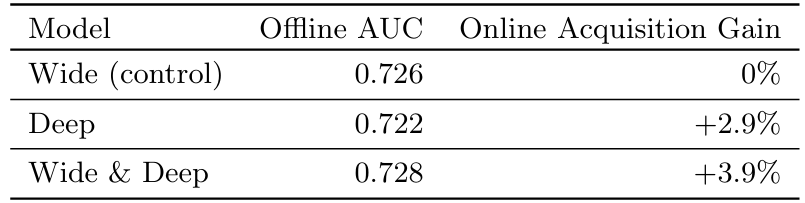 Model Offline AUC Online Acquisition Gain
Wide (control) 0.726 0%
Deep 0.722 +2.9%
Wide & Deep 0.728 +3.9%